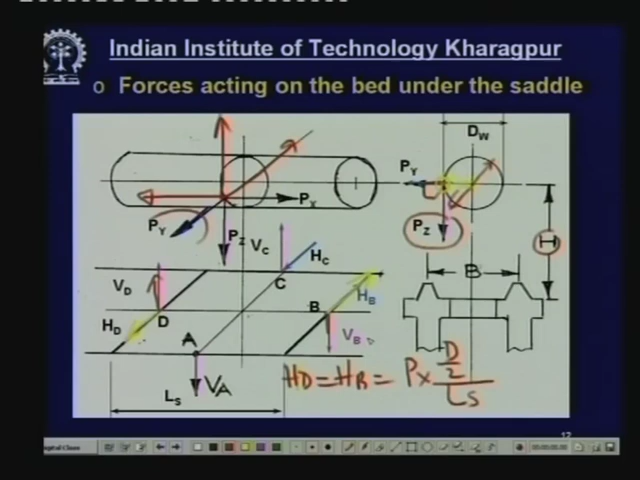 Indian Institute of Technology Kharagpur
o Forces acting on the bed under the saddle
D_W
P_Y
P_X
P_Y
P_Z
V_C
P_Z
H
H_C
V_D
C
B
H_B
H_D
D
B
A
V_B
V_A
HD = HB = Px D/2 / Ls
L_S